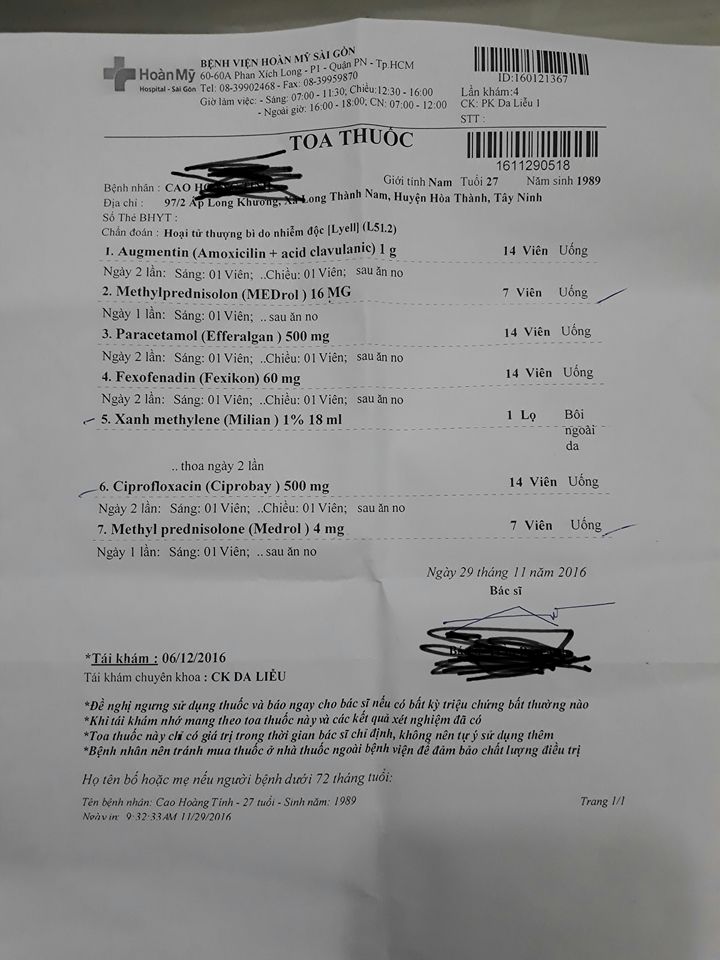 HoànMỹ
Hospital - Sài Gòn
BỆNH VIỆN HOÀN MỸ SÀI GÒN
60-60A Phan Xích Long - P1 - Quận PN - Tp.HCM
Tel: 08-39902468 - Fax: 08-39959870
Giờ làm việc: - Sáng: 07:00 - 11:30; Chiều:12:30 - 16:00
- Ngoài giờ: 16:00 - 18:00; CN: 07:00 - 12:00
ID:160121367
Lần khám:4
CK: PK Da Liễu 1
STT :
TOA THUỐC
1611290518
Bệnh nhân : CAO
Giới tính Nam Tuổi 27 Năm sinh 1989
Địa chỉ : 97/2 Ấp Long Khương, Xã Long Thành Nam, Huyện Hòa Thành, Tây Ninh
Số Thẻ BHYT :
Chẩn đoán : Hoại tử thượng bì do nhiễm độc [Lyell] (L51.2)
1. Augmentin (Amoxicilin + acid clavulanic) 1 g 14 Viên Uống
Ngày 2 lần: Sáng: 01 Viên; ..Chiều: 01 Viên; sau ăn no
2. Methylprednisolon (MEDrol ) 16 MG 7 Viên Uống
Ngày 1 lần: Sáng: 01 Viên; .. sau ăn no
3. Paracetamol (Efferalgan ) 500 mg 14 Viên Uống
Ngày 2 lần: Sáng: 01 Viên; ..Chiều: 01 Viên; sau ăn no
4. Fexofenadin (Fexikon) 60 mg 14 Viên Uống
Ngày 2 lần: Sáng: 01 Viên; ..Chiều: 01 Viên; sau ăn no
5. Xanh methylene (Milian ) 1% 18 ml 1 Lọ Bôi
ngoài
da
.. thoa ngày 2 lần
6. Ciprofloxacin (Ciprobay ) 500 mg 14 Viên Uống
Ngày 2 lần: Sáng: 01 Viên; ..Chiều: 01 Viên; sau ăn no
7. Methyl prednisolone (Medrol ) 4 mg 7 Viên Uống
Ngày 1 lần: Sáng: 01 Viên; .. sau ăn no
Ngày 29 tháng 11 năm 2016
Bác sĩ
*Tái khám : 06/12/2016
Tái khám chuyên khoa : CK DA LIỄU
*Đề nghị ngưng sử dụng thuốc và báo ngay cho bác sĩ nếu có bất kỳ triệu chứng bất thường nào
*Khi tái khám nhớ mang theo toa thuốc này và các kết quả xét nghiệm đã có
*Toa thuốc này chỉ có giá trị trong thời gian bác sĩ chỉ định, không nên tự ý sử dụng thêm
*Bệnh nhân nên tránh mua thuốc ở nhà thuốc ngoài bệnh viện để đảm bảo chất lượng điều trị
Họ tên bố hoặc mẹ nếu người bệnh dưới 72 tháng tuổi:
Tên bệnh nhân: Cao Hoàng Tính - 27 tuổi - Sinh năm: 1989
Trang 1/1
Ngày in: 9:32:33AM 11/29/2016